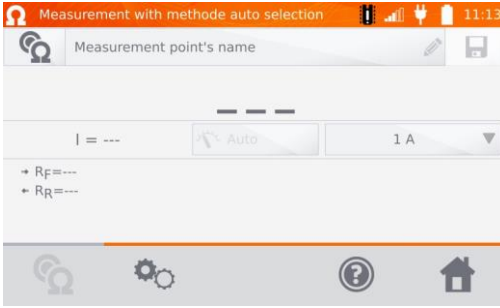 Ω Measurement with methode auto selection 11:13
Measurement point's name
---
I = --- Auto 1 A
→ RF=---
← RR=---